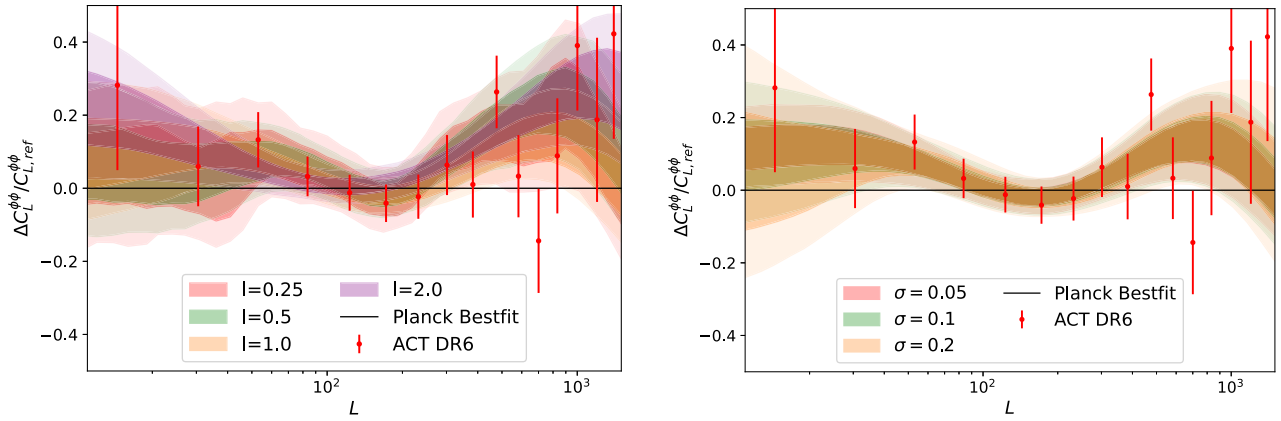 0.4
0.2
0.0
−0.2
−0.4
ΔC_L^{ϕϕ}/C_{L,ref}^{ϕϕ}
l=0.25
l=0.5
l=1.0
l=2.0
Planck Bestfit
ACT DR6
10^2
10^3
L
0.4
0.2
0.0
−0.2
−0.4
ΔC_L^{ϕϕ}/C_{L,ref}^{ϕϕ}
σ = 0.05
σ = 0.1
σ = 0.2
Planck Bestfit
ACT DR6
10^2
10^3
L